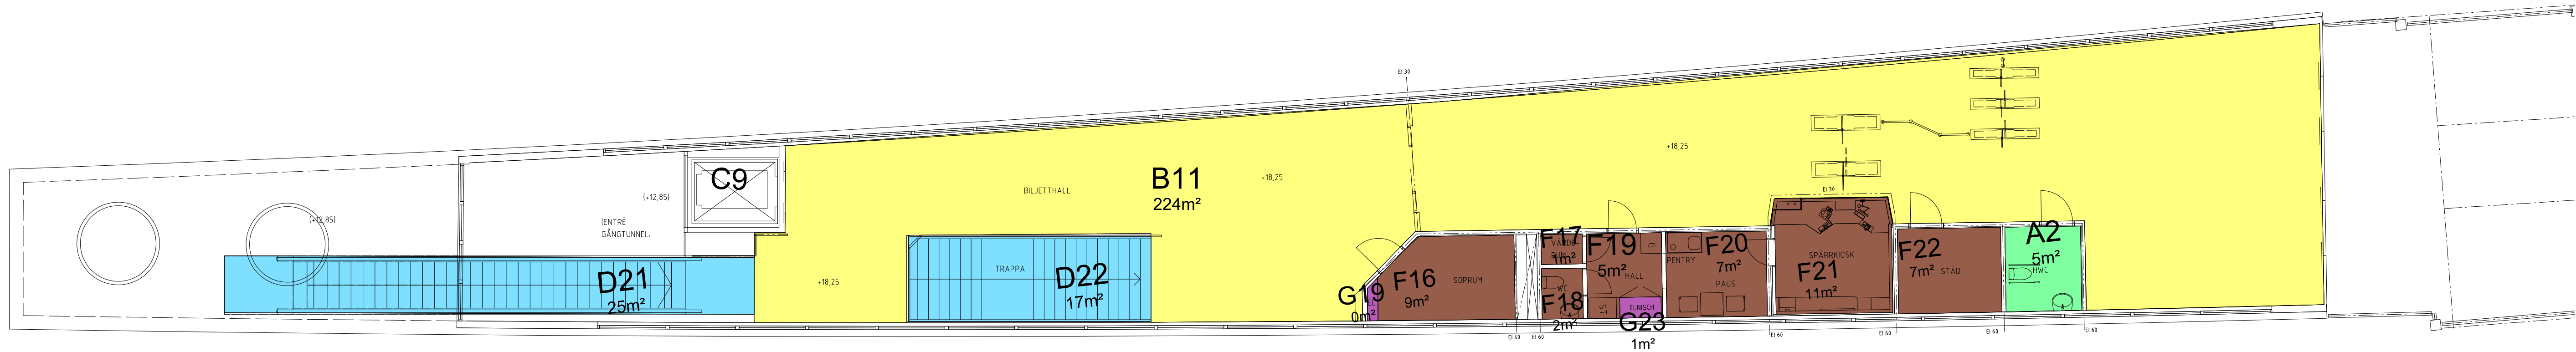 EI 30
C9
(+12,85)
(+12,85)
(ENTRÉ
GÅNGTUNNEL)
BILJETTHALL
B11
224m²
+18,25
+18,25
+18,25
TRAPPA
D21
25m²
D22
17m²
G19
0m²
F16
9m²
SOPRUM
F17
1m²
WC
F18
2m²
F19
5m²
HALL
G
ST
ELNISCH
G23
1m²
F20
7m²
PENTRY
PAUS
EI 30
SPÄRRKIOSK
F21
11m²
F22
7m²
STÄD
A2
5m²
HWC
EI 60
EI 60
EI 60
EI 60
EI 60
EI 60